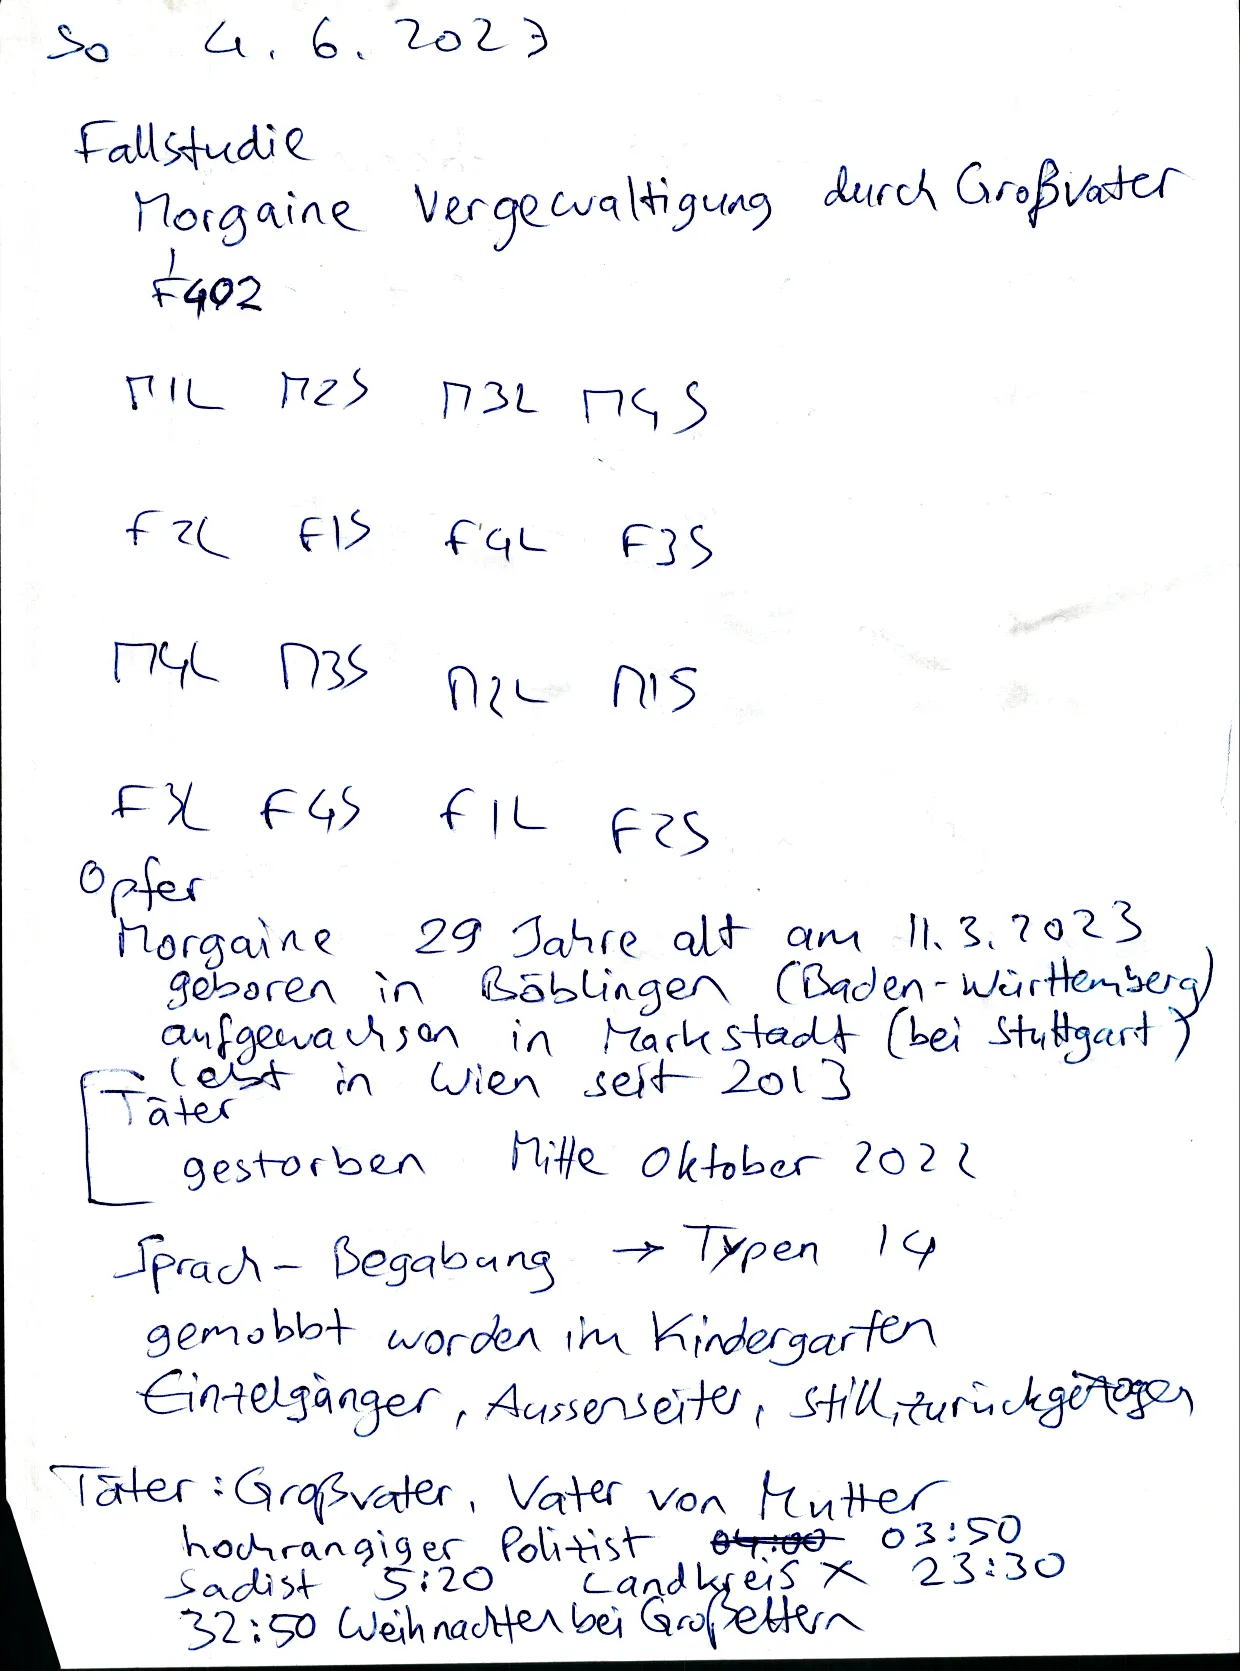 So 4.6.2023
Fallstudie
Morgaine Vergewaltigung durch Großvater
F402
M1L M2S M3L M4S
F2L F1S F4L F3S
M4L M3S M2L M1S
F3L F4S F1L F2S
Opfer
Morgaine 29 Jahre alt am 11.3.2023
geboren in Böblingen (Baden-Württemberg)
aufgewachsen in Markstadt (bei Stuttgart)
lebt in Wien seit 2013
Täter
gestorben Mitte Oktober 2022
Sprach-Begabung → Typen 14
gemobbt worden im Kindergarten
Einzelgänger, Aussenseiter, still, zurückgezogen
Täter: Großvater, Vater von Mutter
hochrangiger Politist 04:00 03:50
Sadist 5:20 Landkreis X 23:30
32:50 Weihnachten bei Großeltern